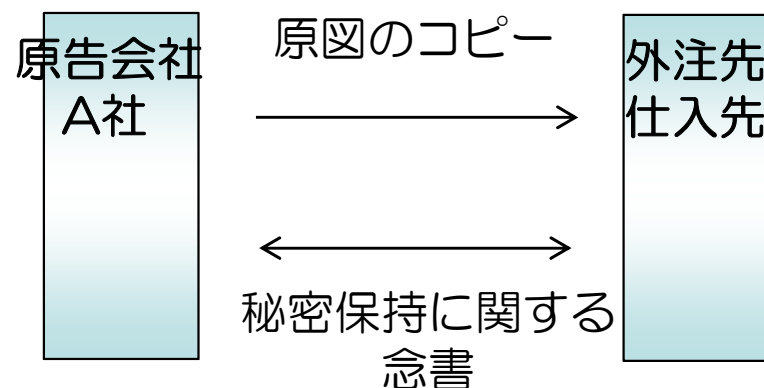 原告会社
A社
原図のコピー
外注先
仕入先
秘密保持に関する
念書